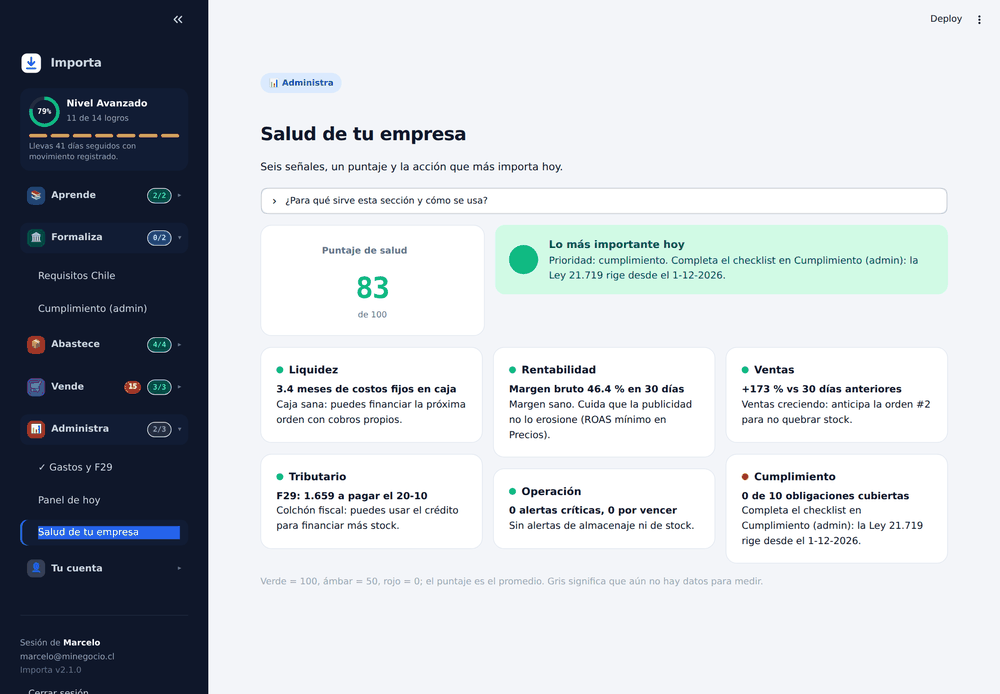 Deploy
Importa
79%
Nivel Avanzado
11 de 14 logros
Llevas 41 días seguidos con
movimiento registrado.
Aprende
2/2
Formaliza
0/2
Requisitos Chile
Cumplimiento (admin)
Abastece
4/4
Vende
15
3/3
Administra
2/3
✓ Gastos y F29
Panel de hoy
Salud de tu empresa
Tu cuenta
Sesión de Marcelo
marcelo@minegocio.cl
Importa v2.1.0
Cerrar sesión
Administra
Salud de tu empresa
Seis señales, un puntaje y la acción que más importa hoy.
¿Para qué sirve esta sección y cómo se usa?
Puntaje de salud
83
de 100
Lo más importante hoy
Prioridad: cumplimiento. Completa el checklist en Cumplimiento (admin): la
Ley 21.719 rige desde el 1-12-2026.
Liquidez
3.4 meses de costos fijos en caja
Caja sana: puedes financiar la próxima
orden con cobros propios.
Rentabilidad
Margen bruto 46.4 % en 30 días
Margen sano. Cuida que la publicidad
no lo erosione (ROAS mínimo en
Precios).
Ventas
+173 % vs 30 días anteriores
Ventas creciendo: anticipa la orden #2
para no quebrar stock.
Tributario
F29: 1.659 a pagar el 20-10
Colchón fiscal: puedes usar el crédito
para financiar más stock.
Operación
0 alertas críticas, 0 por vencer
Sin alertas de almacenaje ni de stock.
Cumplimiento
0 de 10 obligaciones cubiertas
Completa el checklist en
Cumplimiento (admin): la Ley 21.719
rige desde el 1-12-2026.
Verde = 100, ámbar = 50, rojo = 0; el puntaje es el promedio. Gris significa que aún no hay datos para medir.